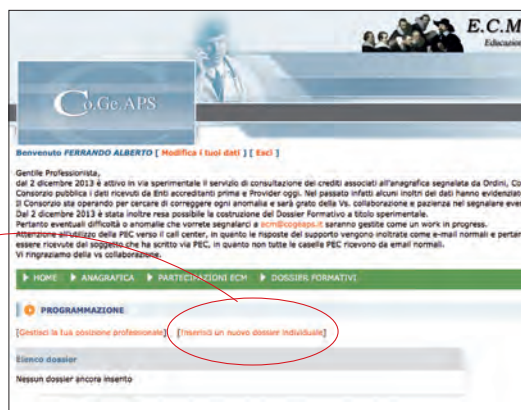 E.C.M
Educazion
Co.Ge.APS
Benvenuto FERRANDO ALBERTO [ Modifica i tuoi dati ] [ Esci ]
Gentile Professionista,
dal 2 dicembre 2013 è attivo in via sperimentale il servizio di consultazione dei crediti associati all'anagrafica segnalata da Ordini, Co
Consorzio pubblica i dati ricevuti da Enti accreditanti prima e Provider oggi. Nel passato infatti alcuni inoltri dei dati hanno evidenziato
Il Consorzio sta operando per cercare di correggere ogni anomalia e sarà grato della Vs. collaborazione e pazienza nel segnalare even
Dal 2 dicembre 2013 è stata inoltre resa possibile la costruzione del Dossier Formativo a titolo sperimentale.
Pertanto eventuali difficoltà o anomalie che vorrete segnalarci a ecm@cogeaps.it saranno gestite come un work in progress.
Attenzione all'utilizzo della PEC verso il call center, in quanto le risposte del supporto vengono inoltrate come e-mail normali e pertan
essere ricevute dal soggetto che ha scritto via PEC, in quanto non tutte le caselle PEC ricevono da email normali.
Vi ringraziamo della vs collaborazione.
HOME ANAGRAFICA PARTECIPAZIONI ECM DOSSIER FORMATIVI
PROGRAMMAZIONE
[Gestisci la tua posizione professionale] [Inserisci un nuovo dossier individuale]
Elenco dossier
Nessun dossier ancora inserito